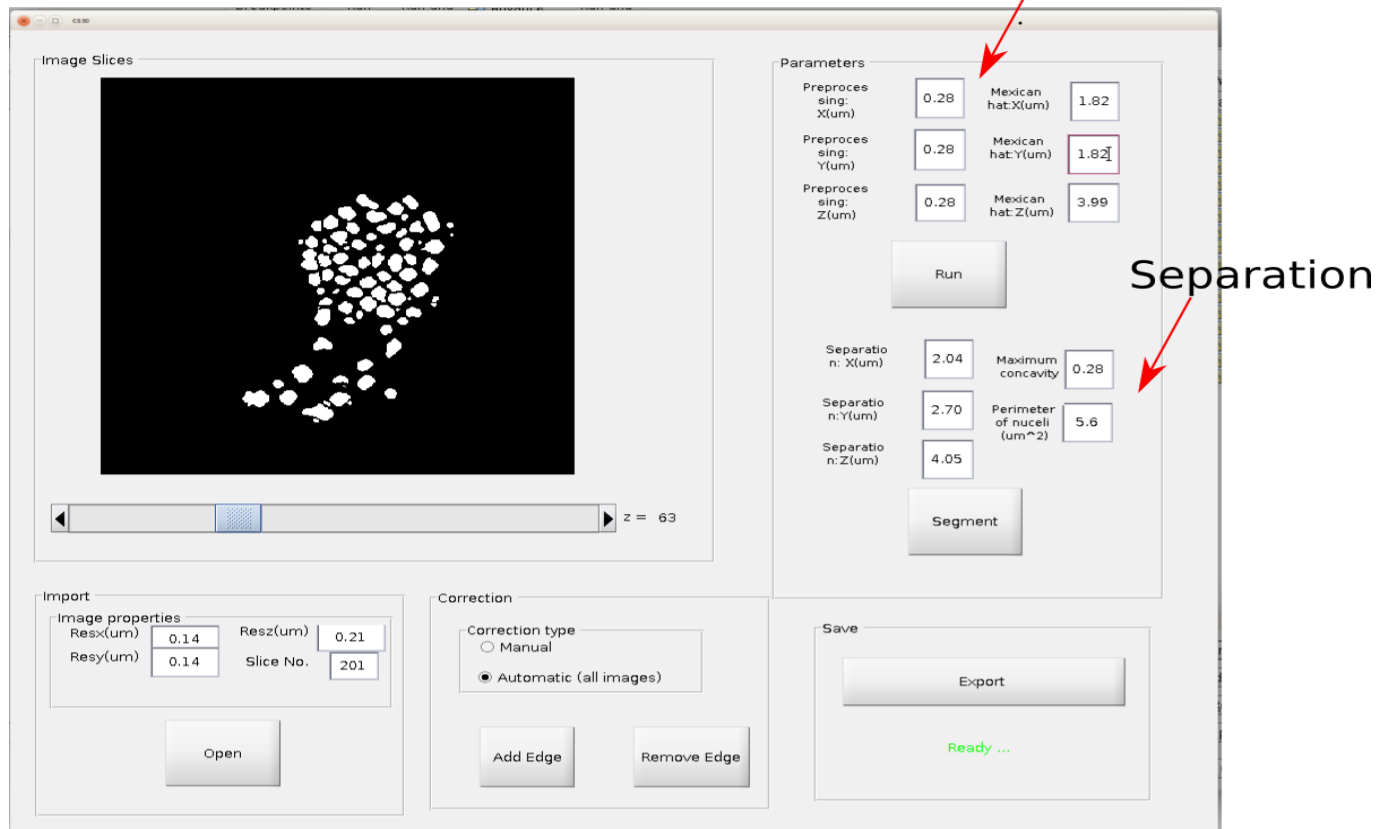 CS3D
Image Slices
z = 63
Parameters
Preproces
sing:
X(um)
0.28
Mexican
hat:X(um)
1.82
Preproces
sing:
Y(um)
0.28
Mexican
hat:Y(um)
1.82
Preproces
sing:
Z(um)
0.28
Mexican
hat:Z(um)
3.99
Run
Separation
Separatio
n: X(um)
2.04
Maximum
concavity
0.28
Separatio
n:Y(um)
2.70
Perimeter
of nuceli
(um^2)
5.6
Separatio
n:Z(um)
4.05
Segment
Import
Image properties
Resx(um)
0.14
Resz(um)
0.21
Resy(um)
0.14
Slice No.
201
Open
Correction
Correction type
Manual
Automatic (all images)
Add Edge
Remove Edge
Save
Export
Ready ...